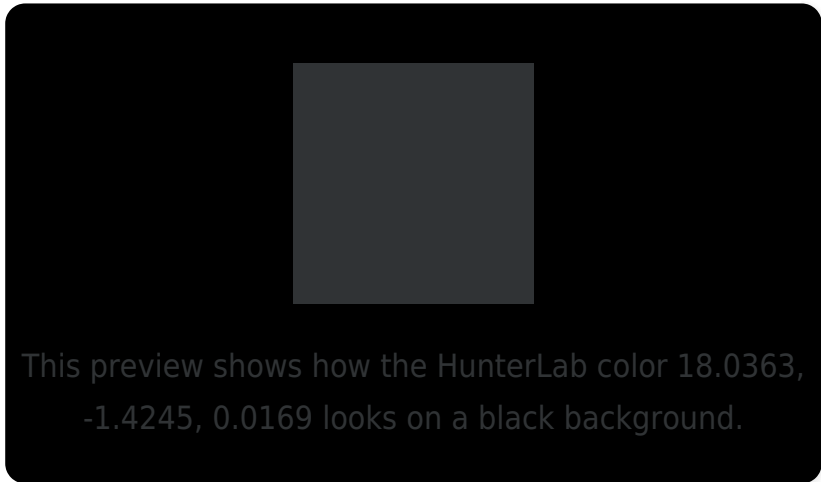 This preview shows how the HunterLab color 18.0363,
-1.4245, 0.0169 looks on a black background.